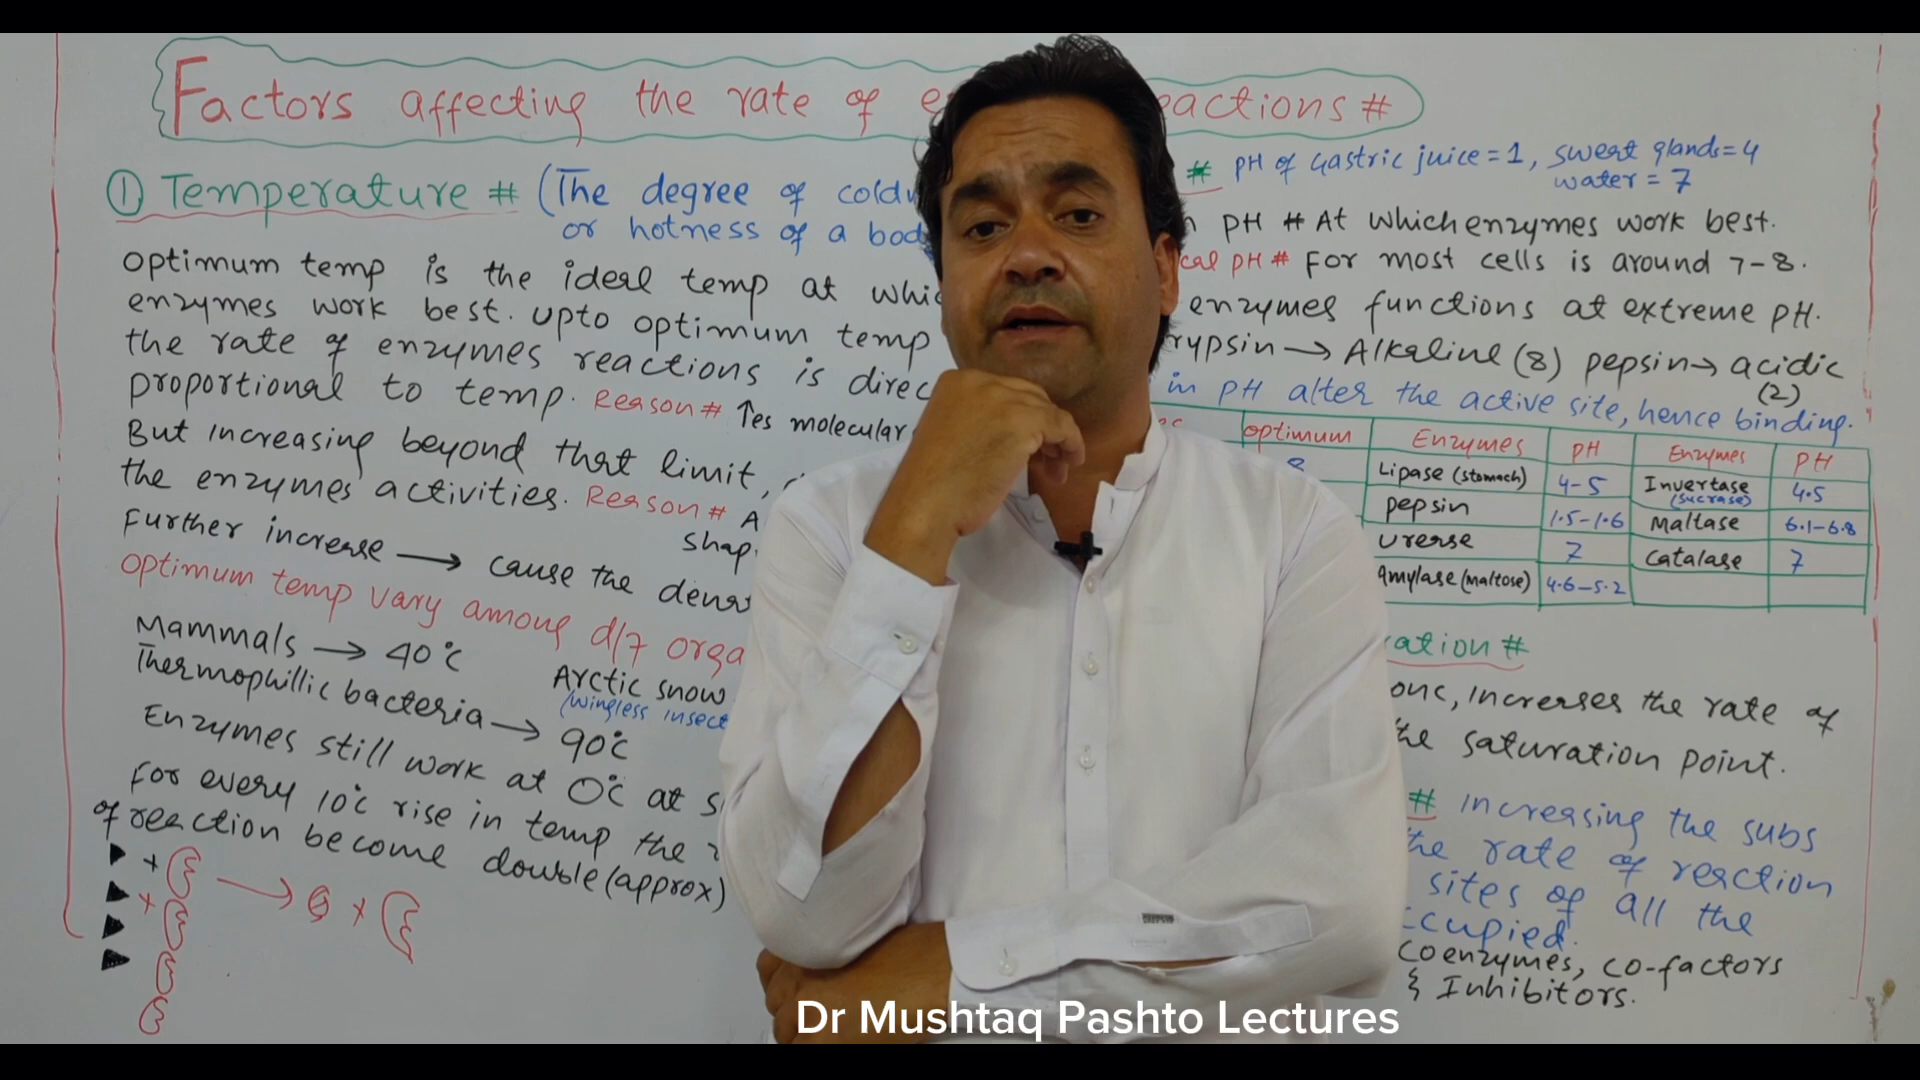 Factors affecting the rate of e eactions #
① Temperature # (The degree of coldn
or hotness of a bod
optimum temp is the ideal temp at whic
enzymes work best. upto optimum temp
the rate of enzymes reactions is direc
proportional to temp. Reason # ↑es molecular
But increasing beyond that limit,
the enzymes activities. Reason # A
shap
Further increase → cause the denat
optimum temp vary among d/7 orga
Mammals → 40°C
Arctic snow
(wingless insect
Thermophillic bacteria → 90°C
Enzymes still work at 0°C at s
For every 10°C rise in temp the r
of reaction become double (approx)
# PH of Gastric juice = 1, sweat glands = 4
water = 7
PH # At which enzymes work best.
cal PH # For most cells is around 7-8.
enzymes functions at extreme PH.
rypsin → Alkaline (8) pepsin → acidic
(2)
in PH alter the active site, hence binding.
optimum Enzymes PH Enzymes PH
Lipase (stomach) 4-5 Invertase (sucrase) 4.5
pepsin 1.5-1.6 Maltase 6.1-6.8
urease 7 catalase 7
Amylase (maltose) 4.6-5.2
ration #
onc, increases the rate of
the saturation point.
# increasing the subs
the rate of reaction
sites of all the
ccupied.
coenzymes, co-factors
& Inhibitors.
Dr Mushtaq Pashto Lectures